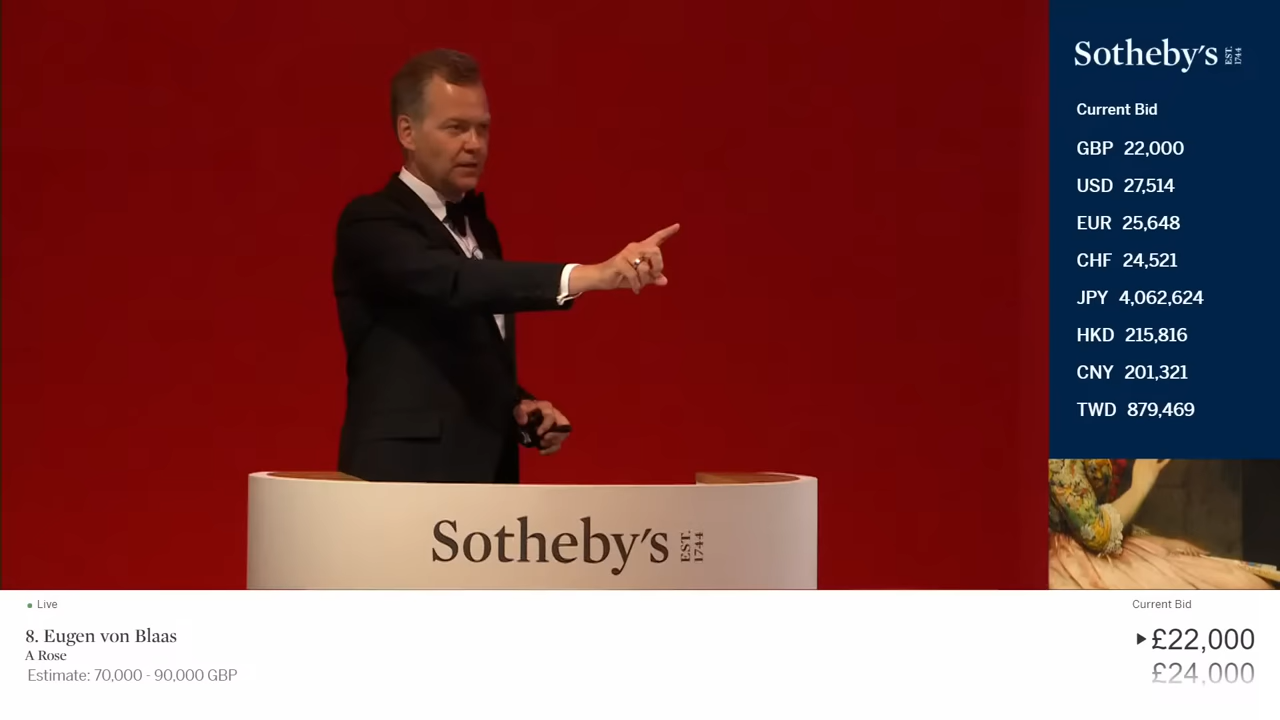 Sotheby's EST. 1744
Current Bid
GBP 22,000
USD 27,514
EUR 25,648
CHF 24,521
JPY 4,062,624
HKD 215,816
CNY 201,321
TWD 879,469
Sotheby's EST. 1744
Live
8. Eugen von Blaas
A Rose
Estimate: 70,000 - 90,000 GBP
Current Bid
£22,000
£24,000